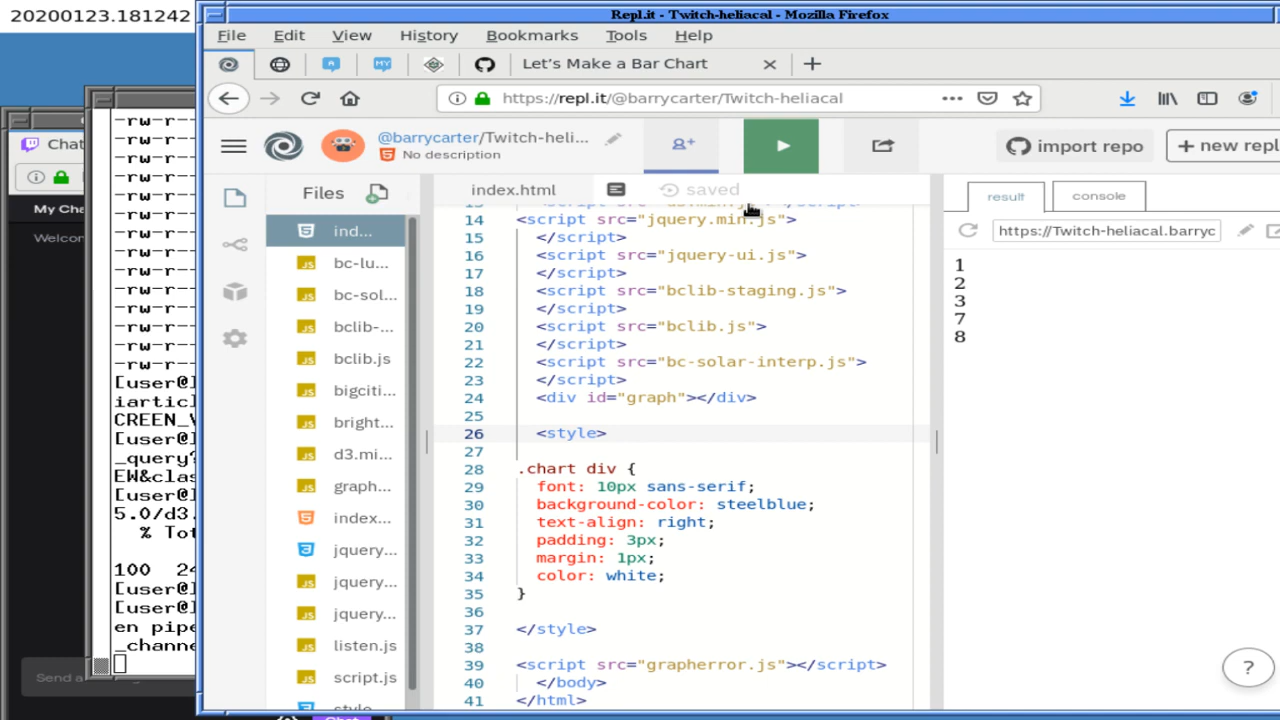 20200123.181242
Repl.it - Twitch-heliacal - Mozilla Firefox
File Edit View History Bookmarks Tools Help
Let's Make a Bar Chart
https://repl.it/@barrycarter/Twitch-heliacal
@barrycarter/Twitch-heli...
No description
import repo
+ new repl
Files
index.html
saved
result
console
https://Twitch-heliacal.barryc
ind...
bc-lu...
bc-sol...
bclib-...
bclib.js
bigciti...
bright...
d3.mi...
graph...
index...
jquery...
jquery...
jquery...
listen.js
script.js
style
14 <script src="jquery.min.js">
15 </script>
16 <script src="jquery-ui.js">
17 </script>
18 <script src="bclib-staging.js">
19 </script>
20 <script src="bclib.js">
21 </script>
22 <script src="bc-solar-interp.js">
23 </script>
24 <div id="graph"></div>
25
26 <style>
27
28 .chart div {
29 font: 10px sans-serif;
30 background-color: steelblue;
31 text-align: right;
32 padding: 3px;
33 margin: 1px;
34 color: white;
35 }
36
37 </style>
38
39 <script src="grapherror.js"></script>
40 </body>
41 </html>
1
2
3
7
8
?
Chat
My Cha
Welcon
Send a
Chat
-rw-r--
-rw-r--
-rw-r--
-rw-r--
-rw-r--
-rw-r--
-rw-r--
-rw-r--
-rw-r--
-rw-r--
-rw-r--
-rw-r--
-rw-r--
-rw-r--
[user@
iarticl
CREEN_V
[user@
_query?
EW&clas
[user@
5.0/d3.
% Tot
100 24
[user@
[user@
en pipe
_channe